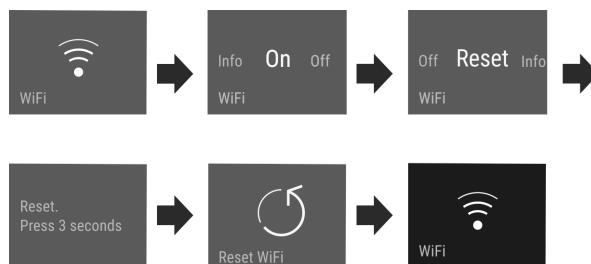 WiFi
Info On Off
WiFi
Off Reset Info
WiFi
Reset.
Press 3 seconds
Reset WiFi
WiFi